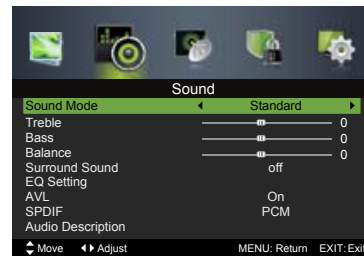 Sound
Sound Mode Standard
Treble 0
Bass 0
Balance 0
Surround Sound off
EQ Setting
AVL On
SPDIF PCM
Audio Description
Move Adjust MENU: Return EXIT:Exit